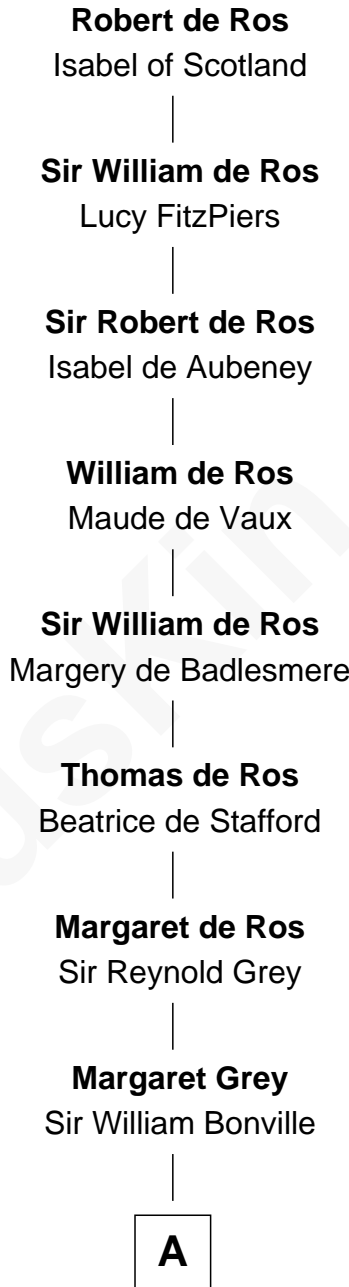 Robert de Ros
Isabel of Scotland
Sir William de Ros
Lucy FitzPiers
Sir Robert de Ros
Isabel de Aubeney
William de Ros
Maude de Vaux
Sir William de Ros
Margery de Badlesmere
Thomas de Ros
Beatrice de Stafford
Margaret de Ros
Sir Reynold Grey
Margaret Grey
Sir William Bonville
A